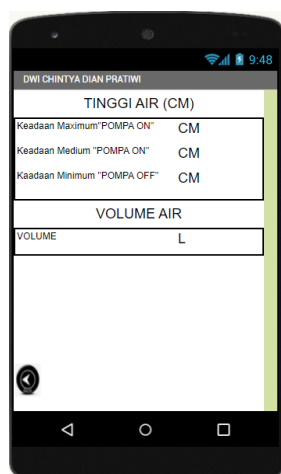 9:48
DWI CHINTYA DIAN PRATIWI
TINGGI AIR (CM)
Keadaan Maximum"POMPA ON" CM
Keadaan Medium "POMPA ON" CM
Kaadaan Minimum "POMPA OFF" CM
VOLUME AIR
VOLUME L